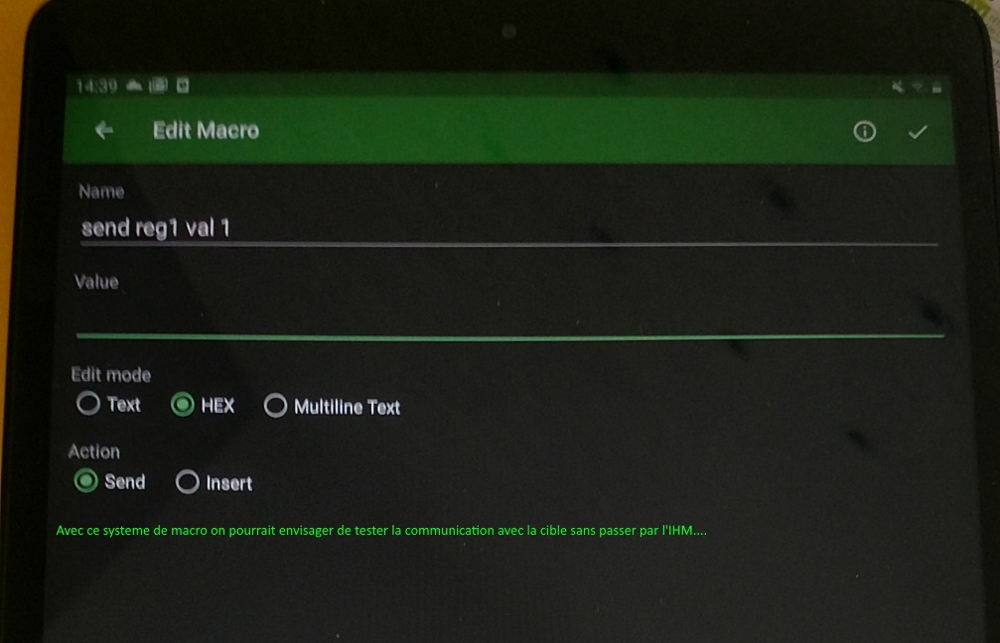 14:39
Edit Macro
Name
send reg1 val 1
Value
Edit mode
Text HEX Multiline Text
Action
Send Insert
Avec ce systeme de macro on pourrait envisager de tester la communication avec la cible sans passer par l'IHM....